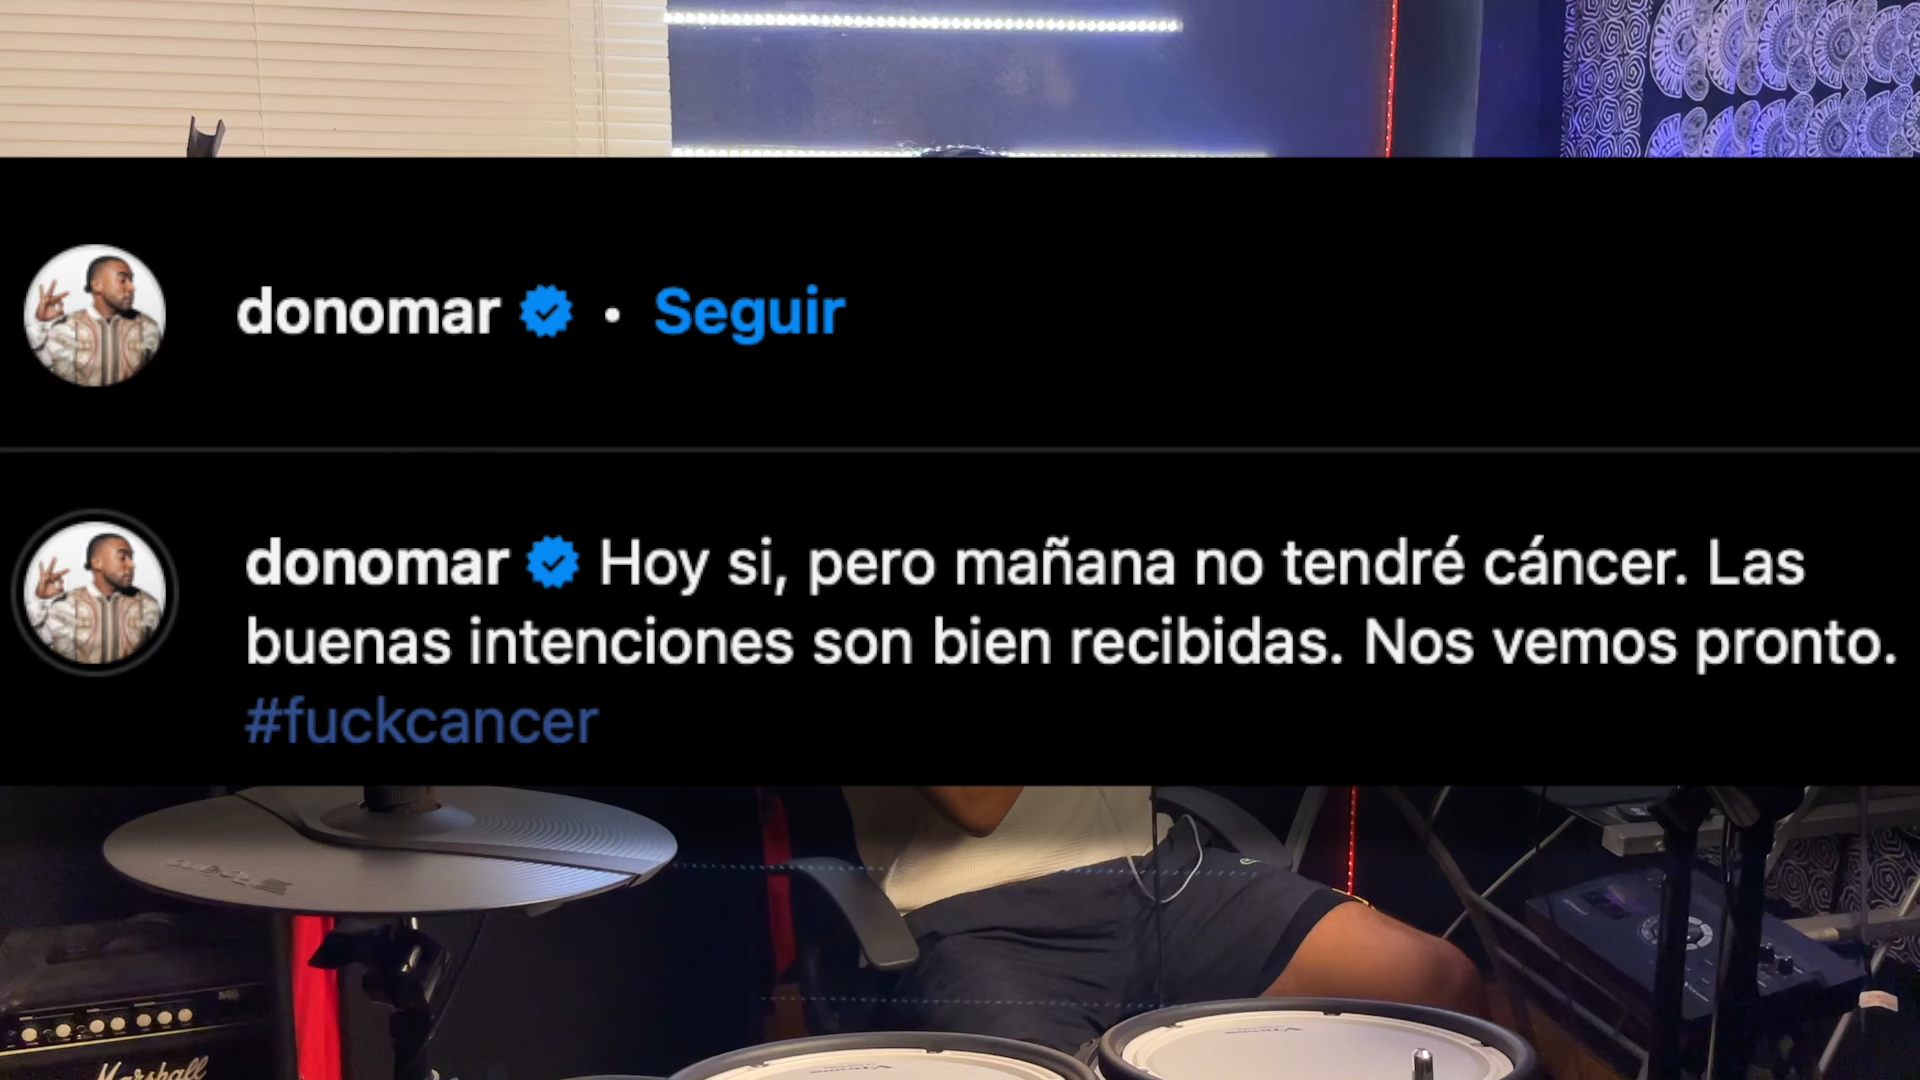 donomar • Seguir
donomar Hoy si, pero mañana no tendré cáncer. Las
buenas intenciones son bien recibidas. Nos vemos pronto.
#fuckcancer
Marshall